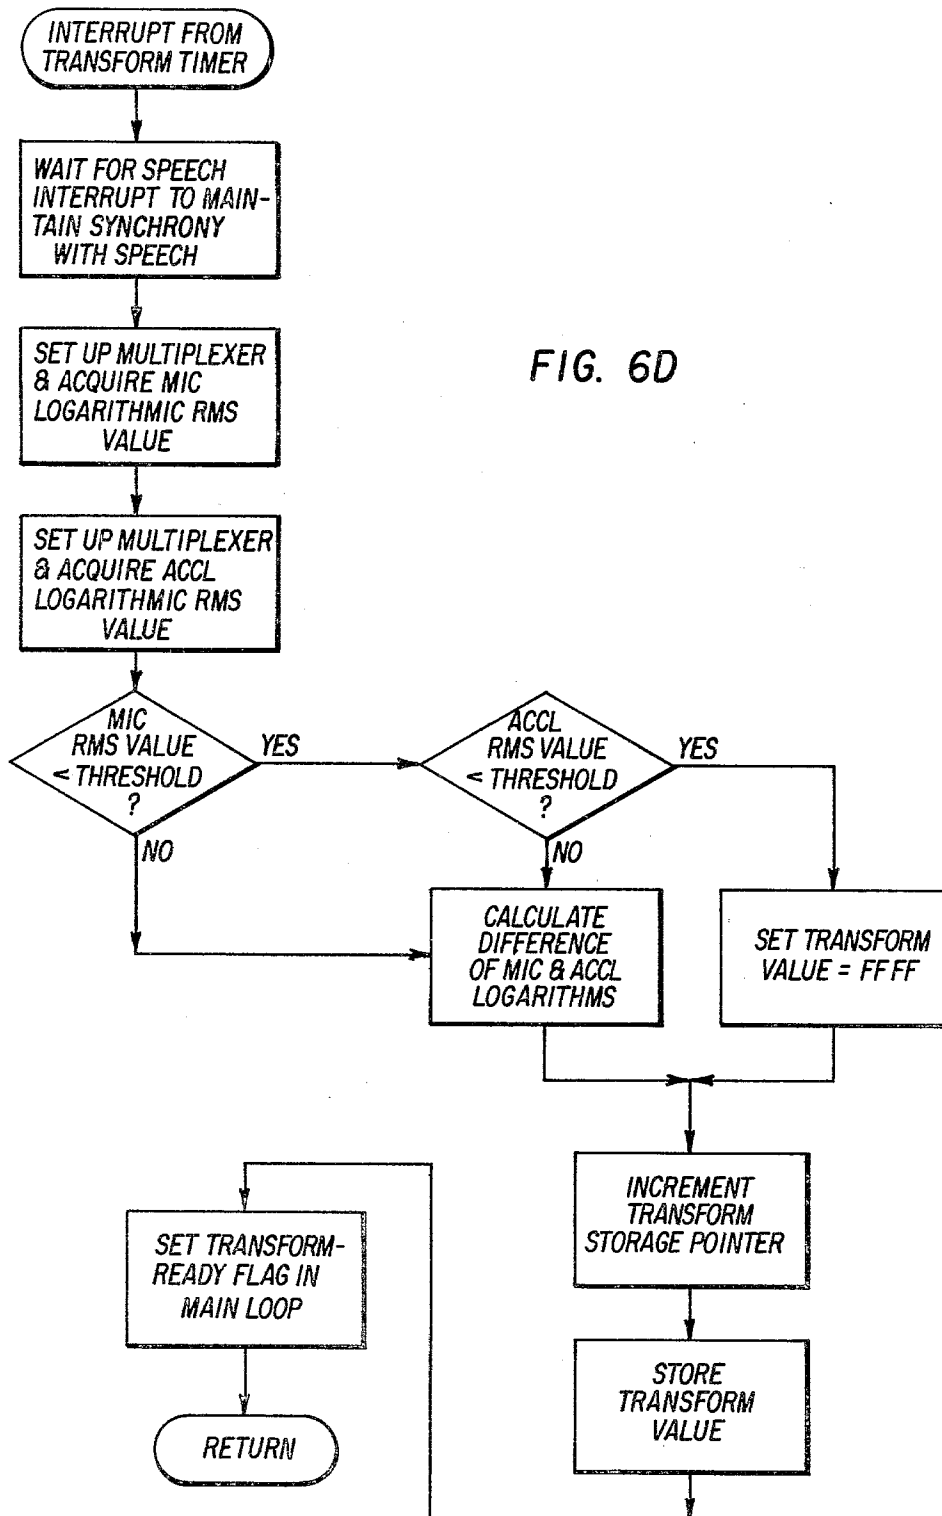 INTERRUPT FROM
TRANSFORM TIMER
WAIT FOR SPEECH
INTERRUPT TO MAIN-
TAIN SYNCHRONY
WITH SPEECH
SET UP MULTIPLEXER
& ACQUIRE MIC
LOGARITHMIC RMS
VALUE
FIG. 6D
SET UP MULTIPLEXER
& ACQUIRE ACCL
LOGARITHMIC RMS
VALUE
MIC
RMS VALUE
< THRESHOLD
?
YES
NO
ACCL
RMS VALUE
< THRESHOLD
?
YES
NO
CALCULATE
DIFFERENCE
OF MIC & ACCL
LOGARITHMS
SET TRANSFORM
VALUE = FFFF
INCREMENT
TRANSFORM
STORAGE POINTER
STORE
TRANSFORM
VALUE
SET TRANSFORM-
READY FLAG IN
MAIN LOOP
RETURN